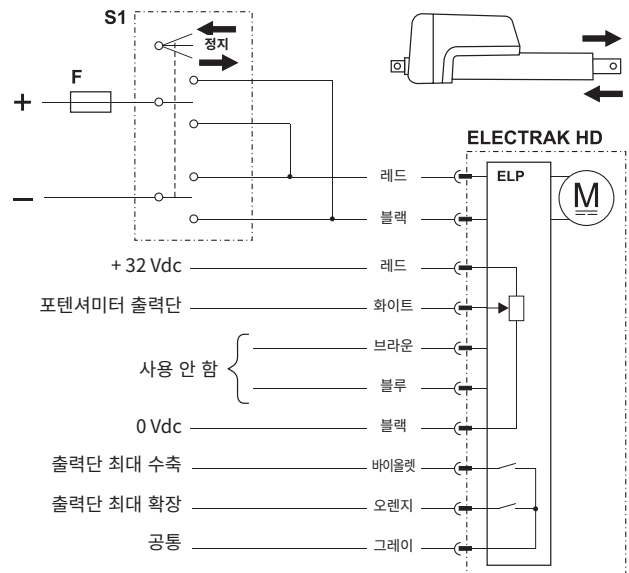 S1
정지
F
+
−
ELECTRAK HD
레드
ELP
M
블랙
+ 32 Vdc
레드
포텐셔미터 출력단
화이트
브라운
사용 안 함
블루
0 Vdc
블랙
출력단 최대 수축
바이올렛
출력단 최대 확장
오렌지
공통
그레이